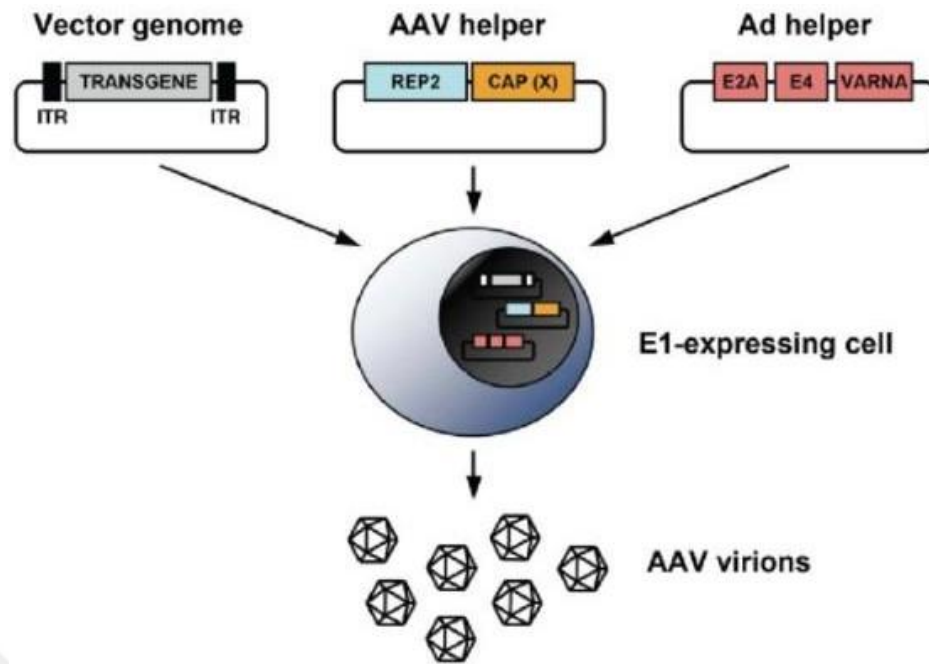 Vector genome
AAV helper
Ad helper
TRANSGENE
REP2
CAP (X)
E2A
E4
VARNA
ITR
ITR
E1-expressing cell
AAV virions